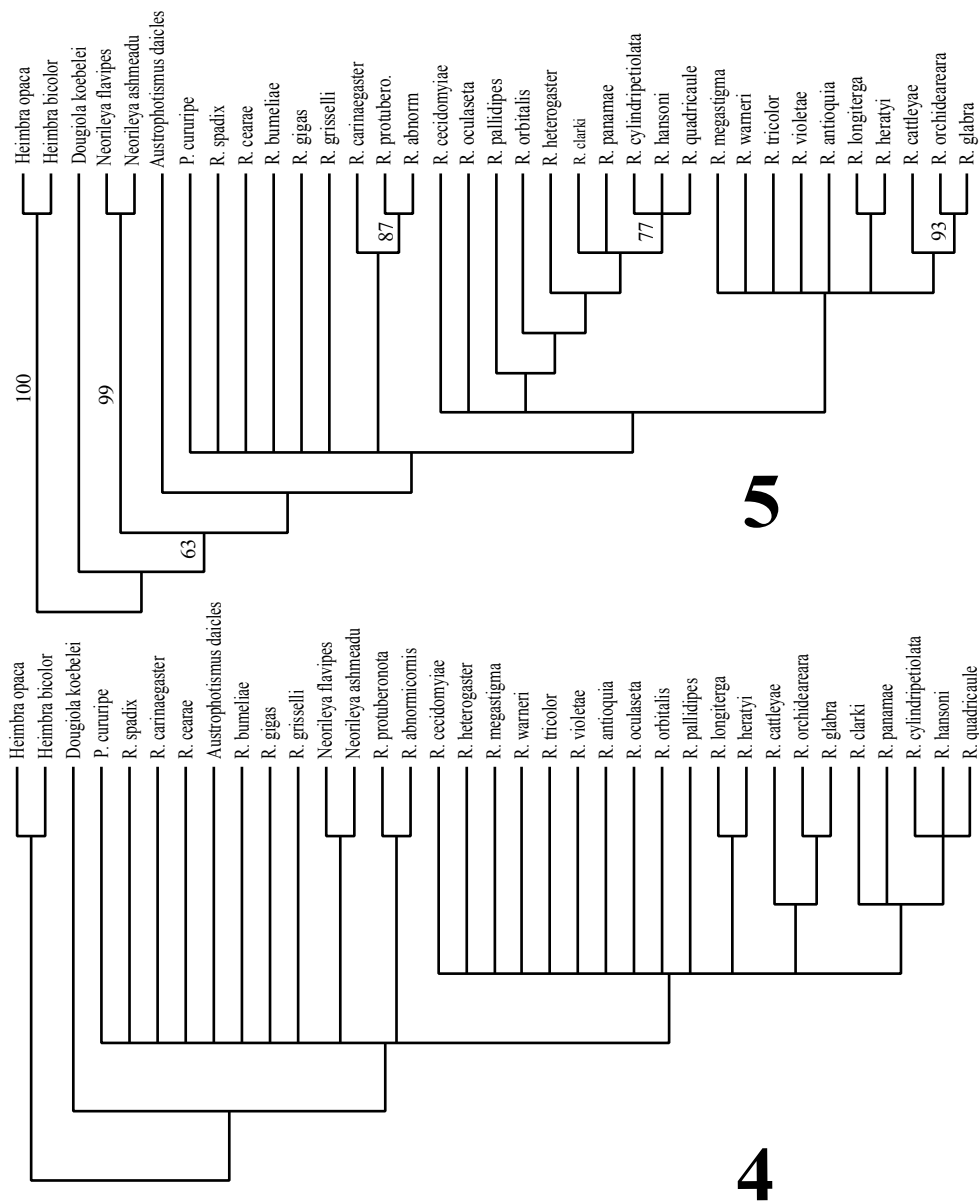 Heimbra opaca
Heimbra bicolor
Dougiola koebelei
Neorileya flavipes
Neorileya ashmeadu
Austrophotismus daicles
P. cururipe
R. spadix
R. cearae
R. bumeliae
R. gigas
R. grisselli
R. carinaegaster
R. protubero.
R. abnorm
R. cecidomyiae
R. oculaseta
R. pallidipes
R. orbitalis
R. heterogaster
R. clarki
R. panamae
R. cylindripetiolata
R. hansoni
R. quadricaule
R. megastigma
R. warneri
R. tricolor
R. violetae
R. antioquia
R. longiterga
R. heratyi
R. cattleyae
R. orchideareara
R. glabra
100
99
63
87
77
93
5
Heimbra opaca
Heimbra bicolor
Dougiola koebelei
P. cururipe
R. spadix
R. carinaegaster
R. cearae
Austrophotismus daicles
R. bumeliae
R. gigas
R. grisselli
Neorileya flavipes
Neorileya ashmeadu
R. protuberonota
R. abnormicornis
R. cecidomyiae
R. heterogaster
R. megastigma
R. warneri
R. tricolor
R. violetae
R. antioquia
R. oculaseta
R. orbitalis
R. pallidipes
R. longiterga
R. heratyi
R. cattleyae
R. orchideareara
R. glabra
R. clarki
R. panamae
R. cylindripetiolata
R. hansoni
R. quadricaule
4